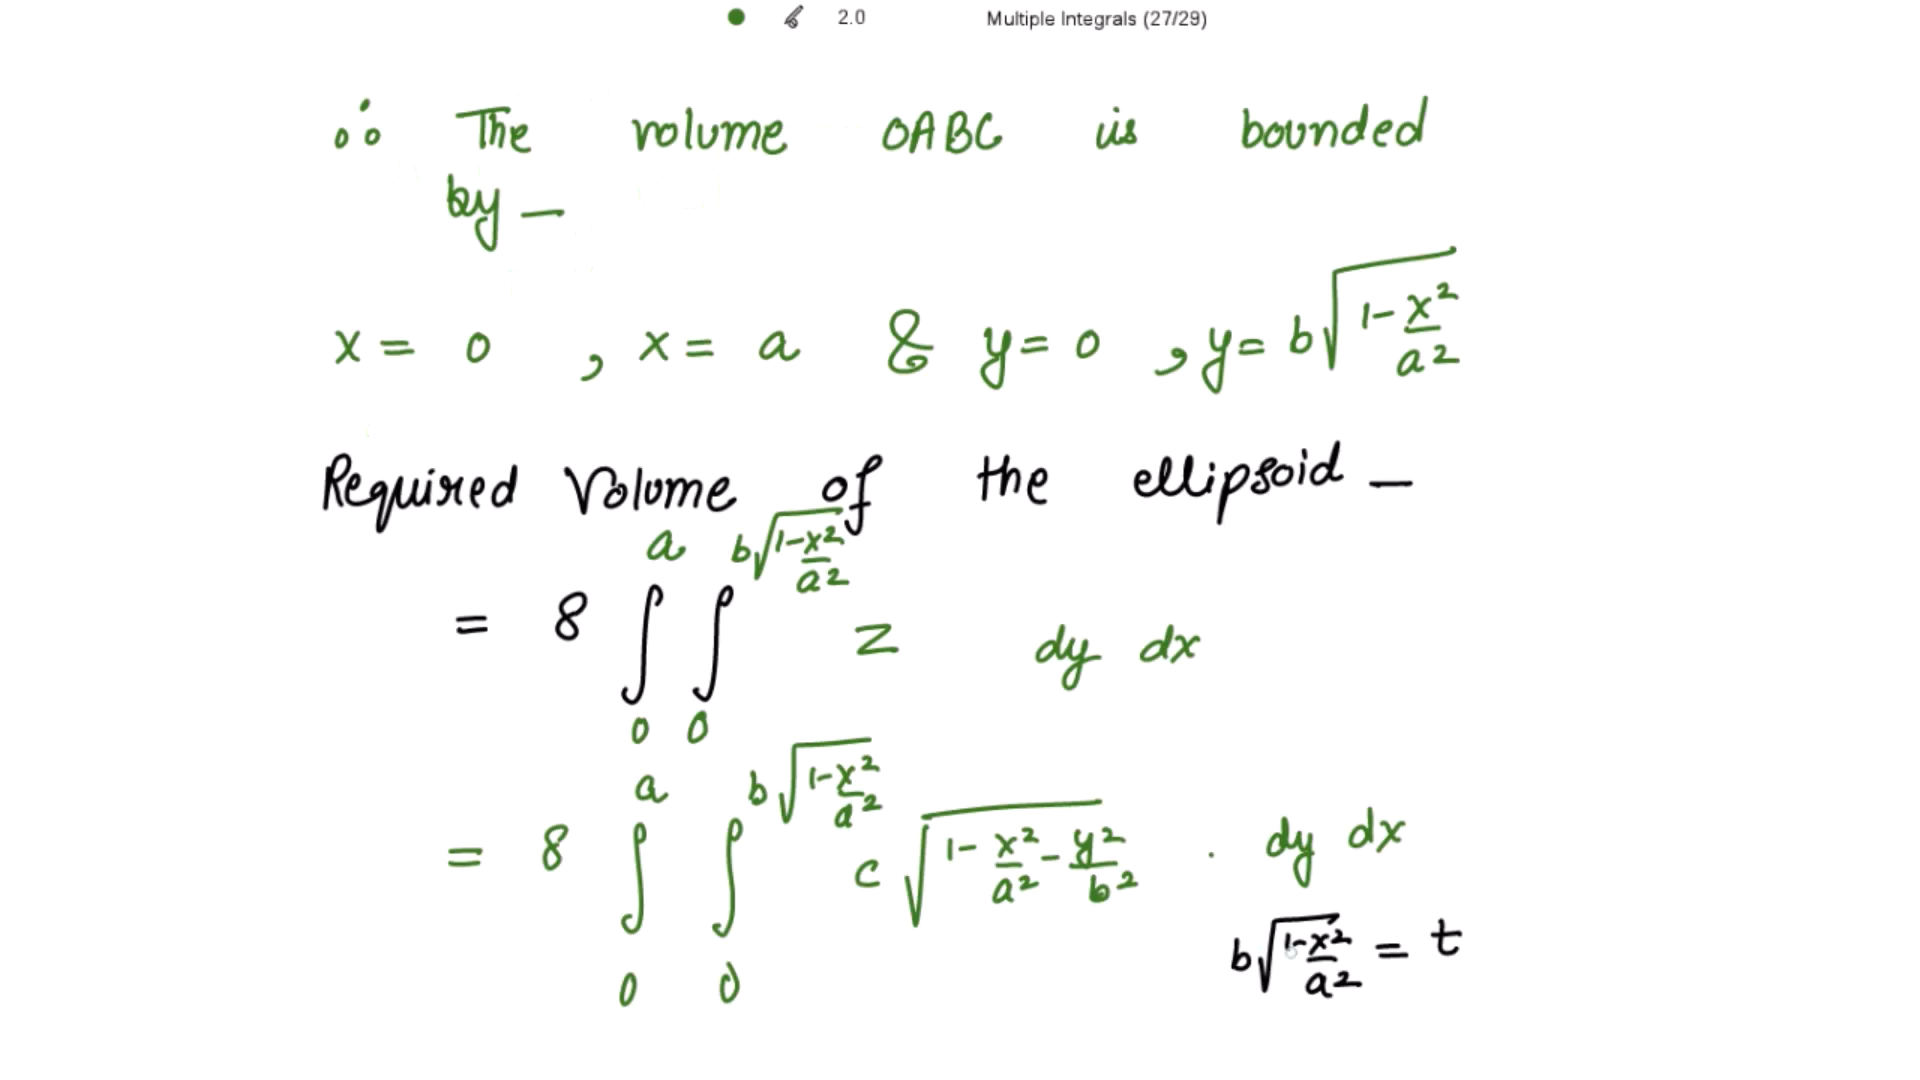 2.0 Multiple Integrals (27/29)
∴ The volume OABC is bounded
by —
x = 0 , x = a & y = 0 , y = b√(1-x²/a²)
Required Volume of the ellipsoid —
= 8 ∫₀ᵃ ∫₀^(b√(1-x²/a²)) z dy dx
= 8 ∫₀ᵃ ∫₀^(b√(1-x²/a²)) c √(1 - x²/a² - y²/b²) . dy dx
b√(1-x²/a²) = t